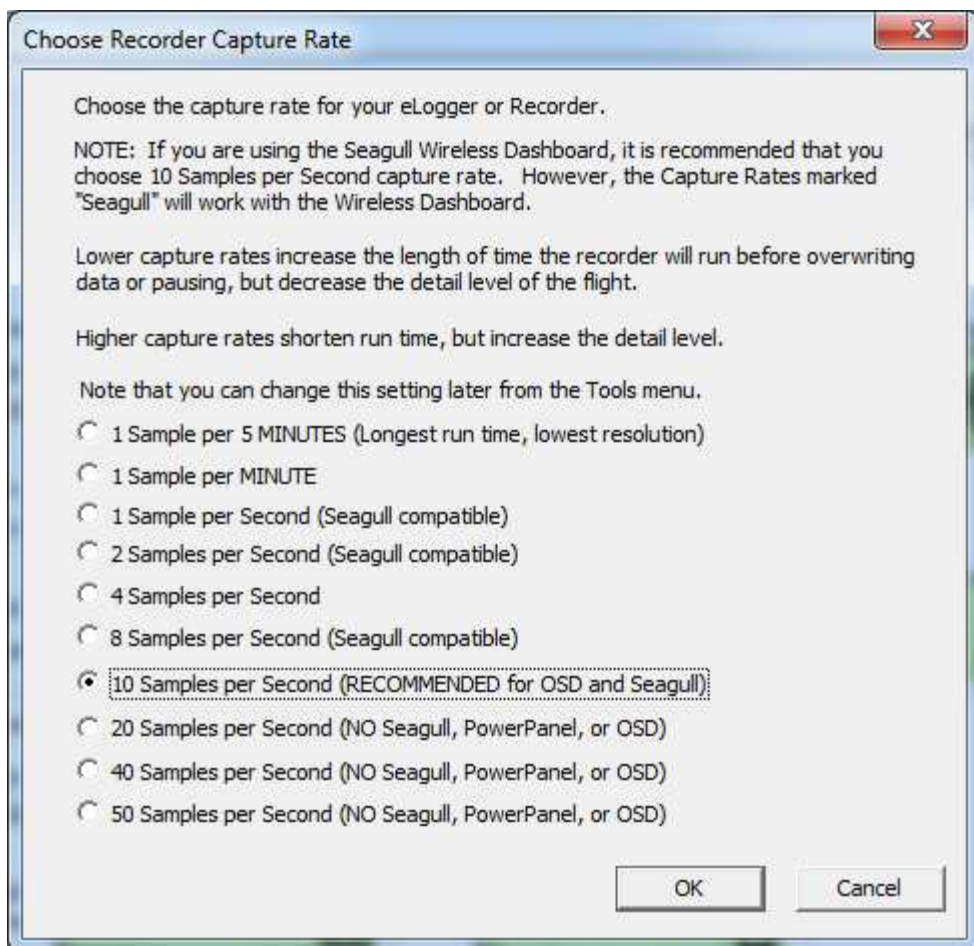 Choose Recorder Capture Rate
Choose the capture rate for your eLogger or Recorder.
NOTE:  If you are using the Seagull Wireless Dashboard, it is recommended that you
choose 10 Samples per Second capture rate.   However, the Capture Rates marked
"Seagull" will work with the Wireless Dashboard.
Lower capture rates increase the length of time the recorder will run before overwriting
data or pausing, but decrease the detail level of the flight.
Higher capture rates shorten run time, but increase the detail level.
Note that you can change this setting later from the Tools menu.
1 Sample per 5 MINUTES (Longest run time, lowest resolution)
1 Sample per MINUTE
1 Sample per Second (Seagull compatible)
2 Samples per Second (Seagull compatible)
4 Samples per Second
8 Samples per Second (Seagull compatible)
10 Samples per Second (RECOMMENDED for OSD and Seagull)
20 Samples per Second (NO Seagull, PowerPanel, or OSD)
40 Samples per Second (NO Seagull, PowerPanel, or OSD)
50 Samples per Second (NO Seagull, PowerPanel, or OSD)
OK
Cancel